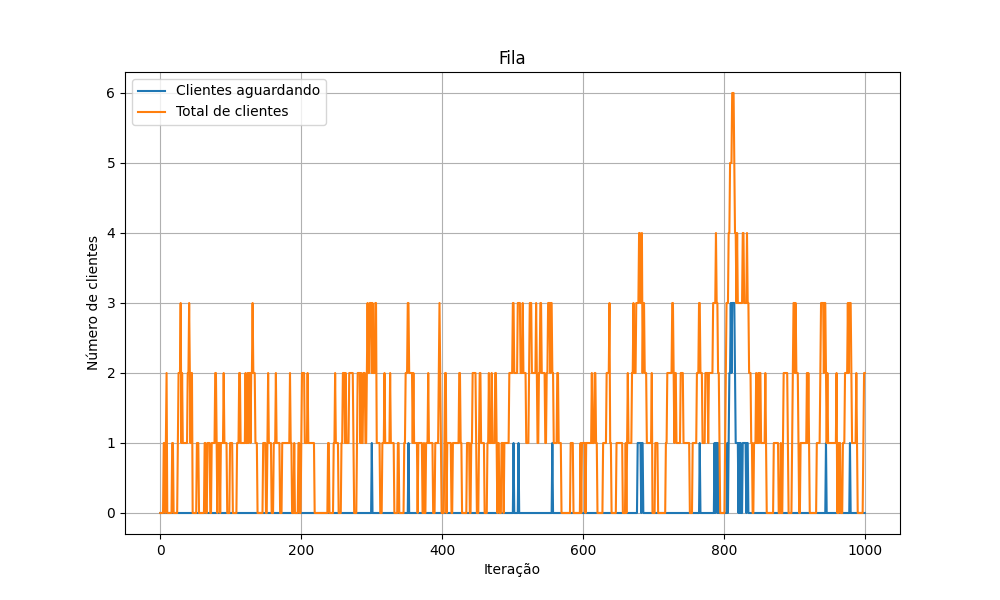 Fila
Clientes aguardando
Total de clientes
Número de clientes
6
5
4
3
2
1
0
0 200 400 600 800 1000
Iteração